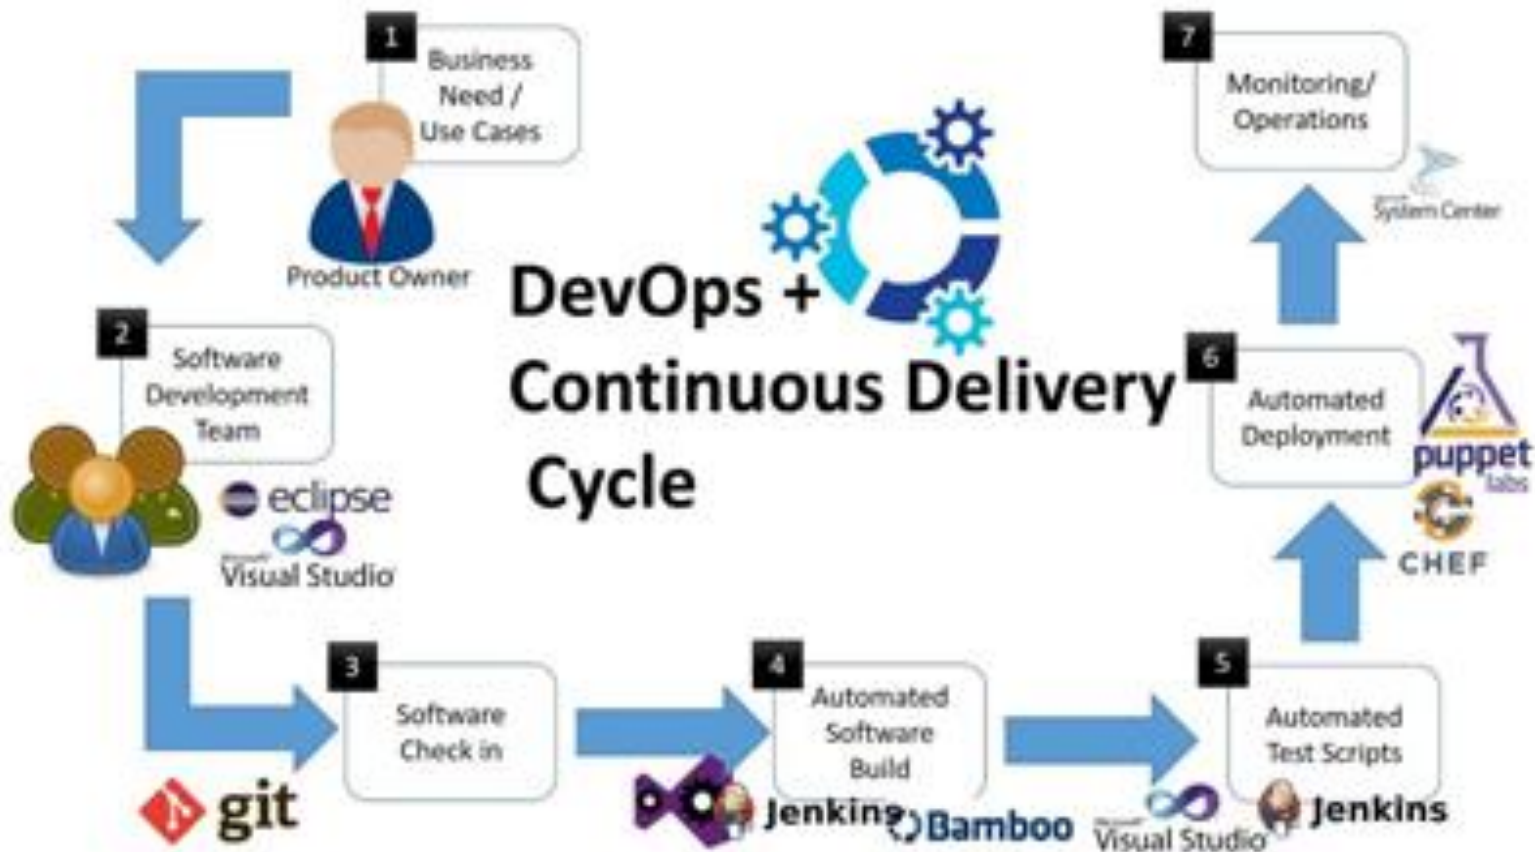 1
Business
Need /
Use Cases
Product Owner
2
Software
Development
Team
eclipse
Microsoft
Visual Studio
DevOps +
Continuous Delivery
Cycle
3
Software
Check in
git
4
Automated
Software
Build
Jenkins
Bamboo
5
Automated
Test Scripts
Microsoft
Visual Studio
Jenkins
6
Automated
Deployment
puppet
labs
CHEF
7
Monitoring/
Operations
System Center